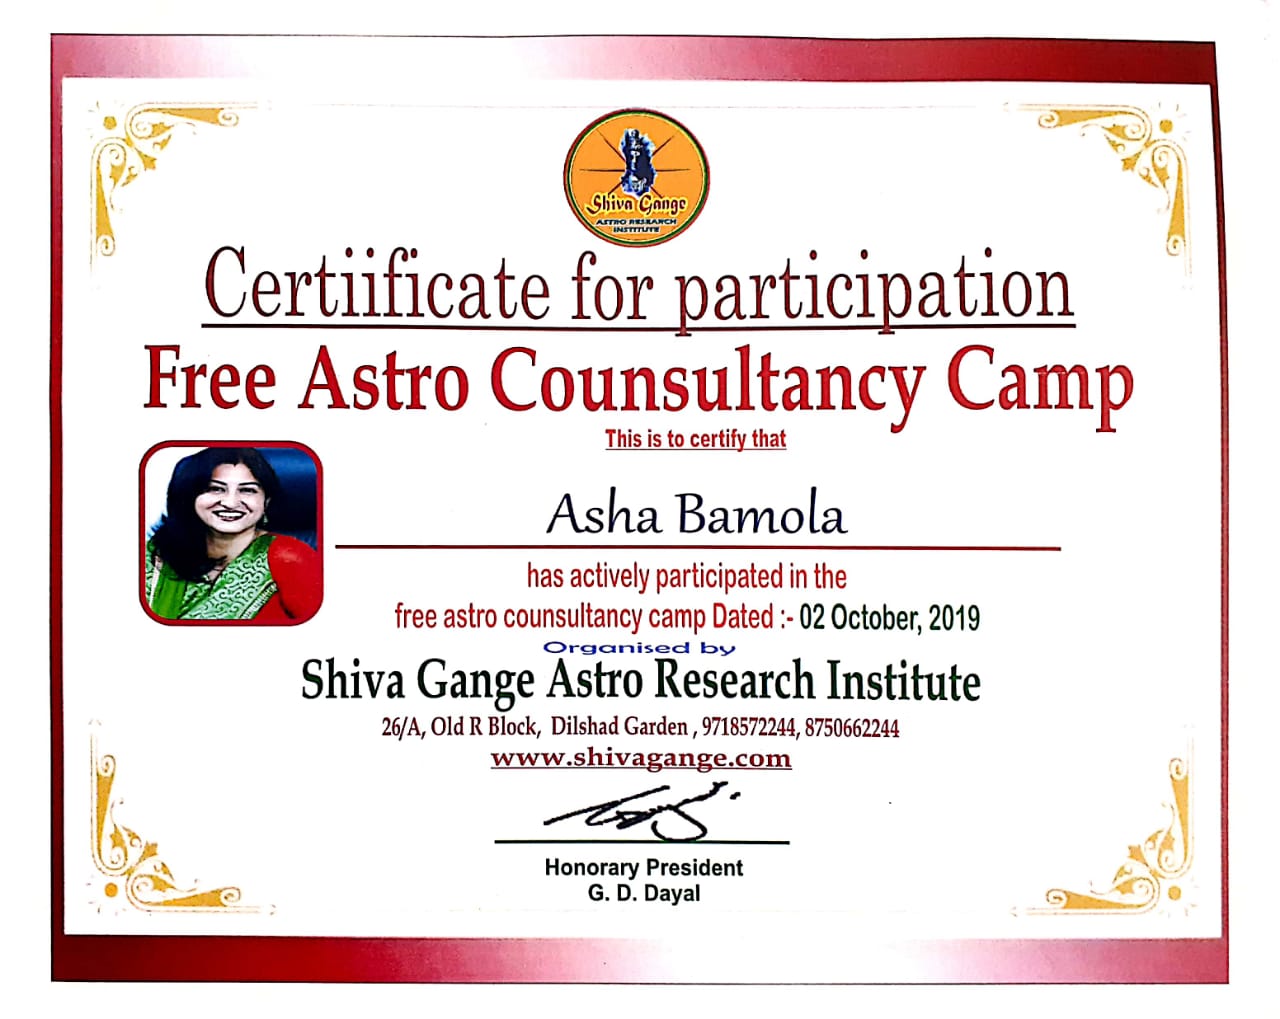 Shiva Gange
ASTRO RESEARCH
INSTITUTE
Certiificate for participation
Free Astro Counsultancy Camp
This is to certify that
Asha Bamola
has actively participated in the
free astro counsultancy camp Dated :- 02 October, 2019
Organised by
Shiva Gange Astro Research Institute
26/A, Old R Block, Dilshad Garden , 9718572244, 8750662244
www.shivagange.com
Honorary President
G. D. Dayal